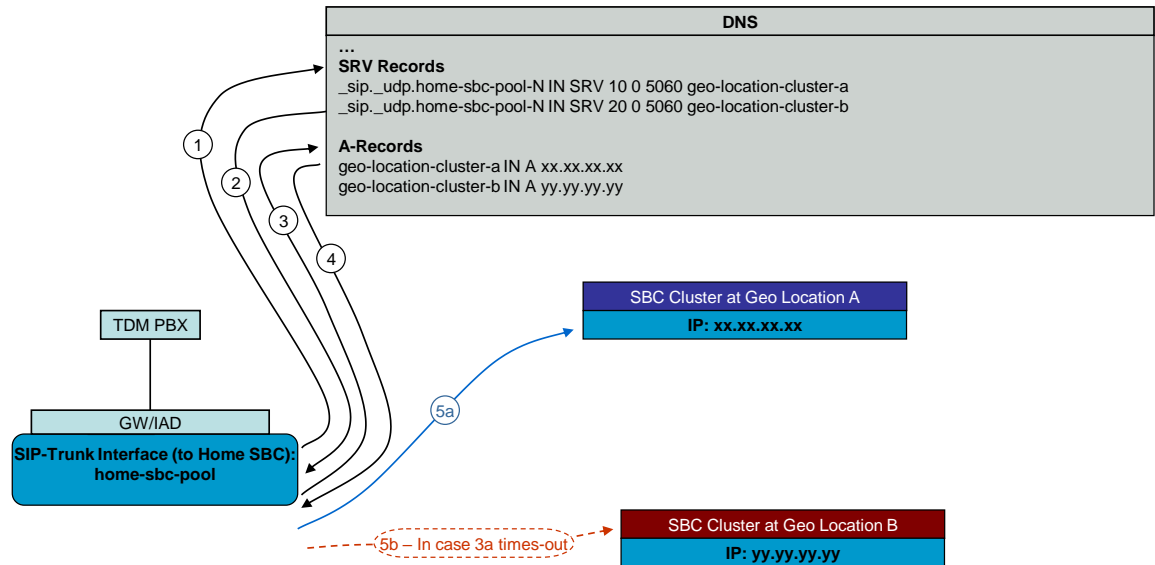 DNS
…
SRV Records
_sip._udp.home-sbc-pool-N IN SRV 10 0 5060 geo-location-cluster-a
_sip._udp.home-sbc-pool-N IN SRV 20 0 5060 geo-location-cluster-b
A-Records
geo-location-cluster-a IN A xx.xx.xx.xx
geo-location-cluster-b IN A yy.yy.yy.yy
1
2
3
4
SBC Cluster at Geo Location A
IP: xx.xx.xx.xx
TDM PBX
5a
GW/IAD
SIP-Trunk Interface (to Home SBC):
home-sbc-pool
5b – In case 3a times-out
SBC Cluster at Geo Location B
IP: yy.yy.yy.yy